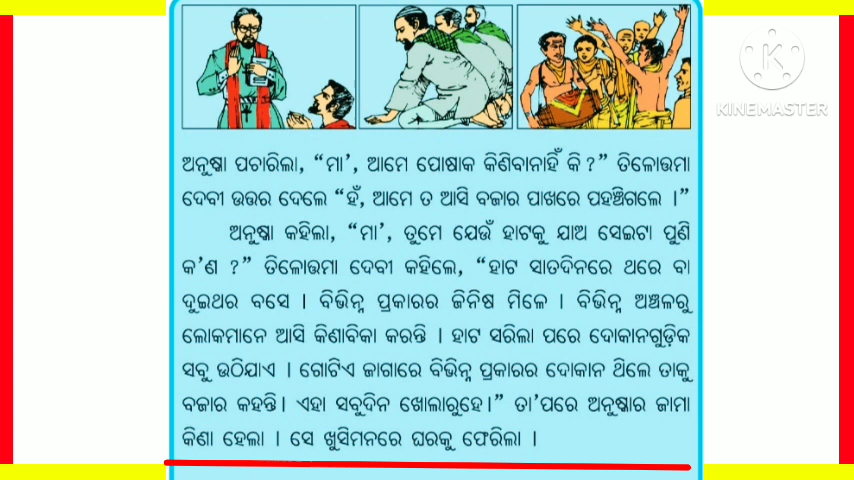 KINEMASTER
ଅନୁଷ୍କା ପଚାରିଲା, “ମା’, ଆମେ ପୋଷାକ କିଣିବାନାହିଁ କି ?” ତିଳୋତ୍ତମା
ଦେବୀ ଉତ୍ତର ଦେଲେ “ହଁ, ଆମେ ତ ଆସି ବଜାର ପାଖରେ ପହଞ୍ଚିଗଲେ ।”
ଅନୁଷ୍କା କହିଲା, “ମା’, ତୁମେ ଯେଉଁ ହାଟକୁ ଯାଅ ସେଇଟା ପୁଣି
କ’ଣ ?” ତିଳୋତ୍ତମା ଦେବୀ କହିଲେ, “ହାଟ ସାତଦିନରେ ଥରେ ବା
ଦୁଇଥର ବସେ । ବିଭିନ୍ନ ପ୍ରକାରର ଜିନିଷ ମିଳେ । ବିଭିନ୍ନ ଅଞ୍ଚଳରୁ
ଲୋକମାନେ ଆସି କିଣାବିକା କରନ୍ତି । ହାଟ ସରିଲା ପରେ ଦୋକାନଗୁଡ଼ିକ
ସବୁ ଉଠିଯାଏ । ଗୋଟିଏ ଜାଗାରେ ବିଭିନ୍ନ ପ୍ରକାରର ଦୋକାନ ଥିଲେ ତାକୁ
ବଜାର କହନ୍ତି। ଏହା ସବୁଦିନ ଖୋଲାରୁହେ।” ତା’ପରେ ଅନୁଷ୍କାର ଜାମା
କିଣା ହେଲା । ସେ ଖୁସିମନରେ ଘରକୁ ଫେରିଲା ।